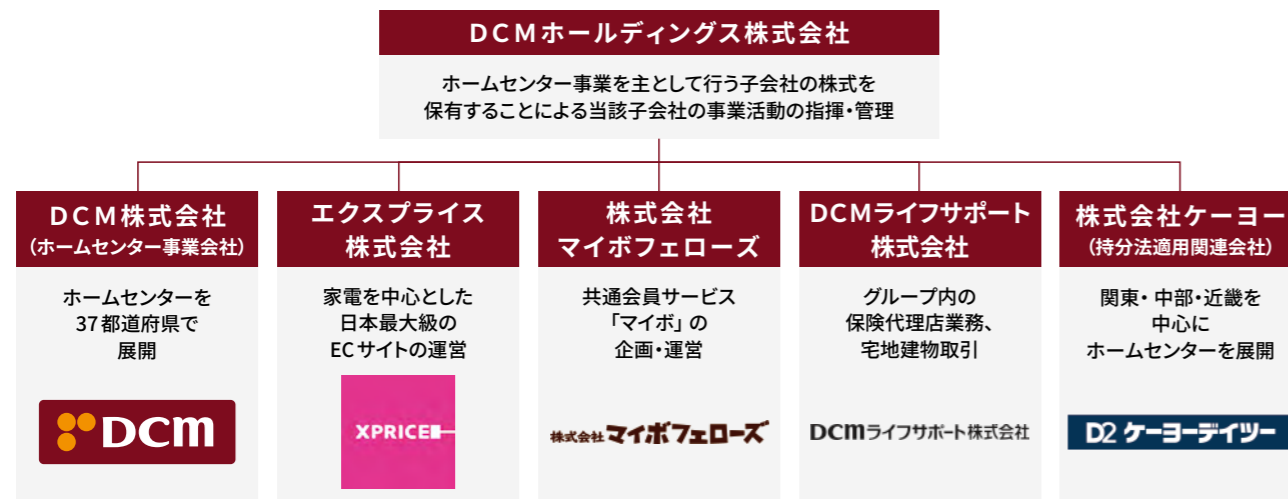 DCMホールディングス株式会社
ホームセンター事業を主として行う子会社の株式を
保有することによる当該子会社の事業活動の指揮・管理
DCM株式会社
(ホームセンター事業会社)
ホームセンターを
37都道府県で
展開
DCM
エクスプライス
株式会社
家電を中心とした
日本最大級の
ECサイトの運営
XPRICE
株式会社
マイボフェローズ
共通会員サービス
「マイボ」の
企画・運営
株式会社マイボフェローズ
DCMライフサポート
株式会社
グループ内の
保険代理店業務、
宅地建物取引
DCMライフサポート株式会社
株式会社ケーヨー
(持分法適用関連会社)
関東・中部・近畿を
中心に
ホームセンターを展開
D2 ケーヨーデイツー